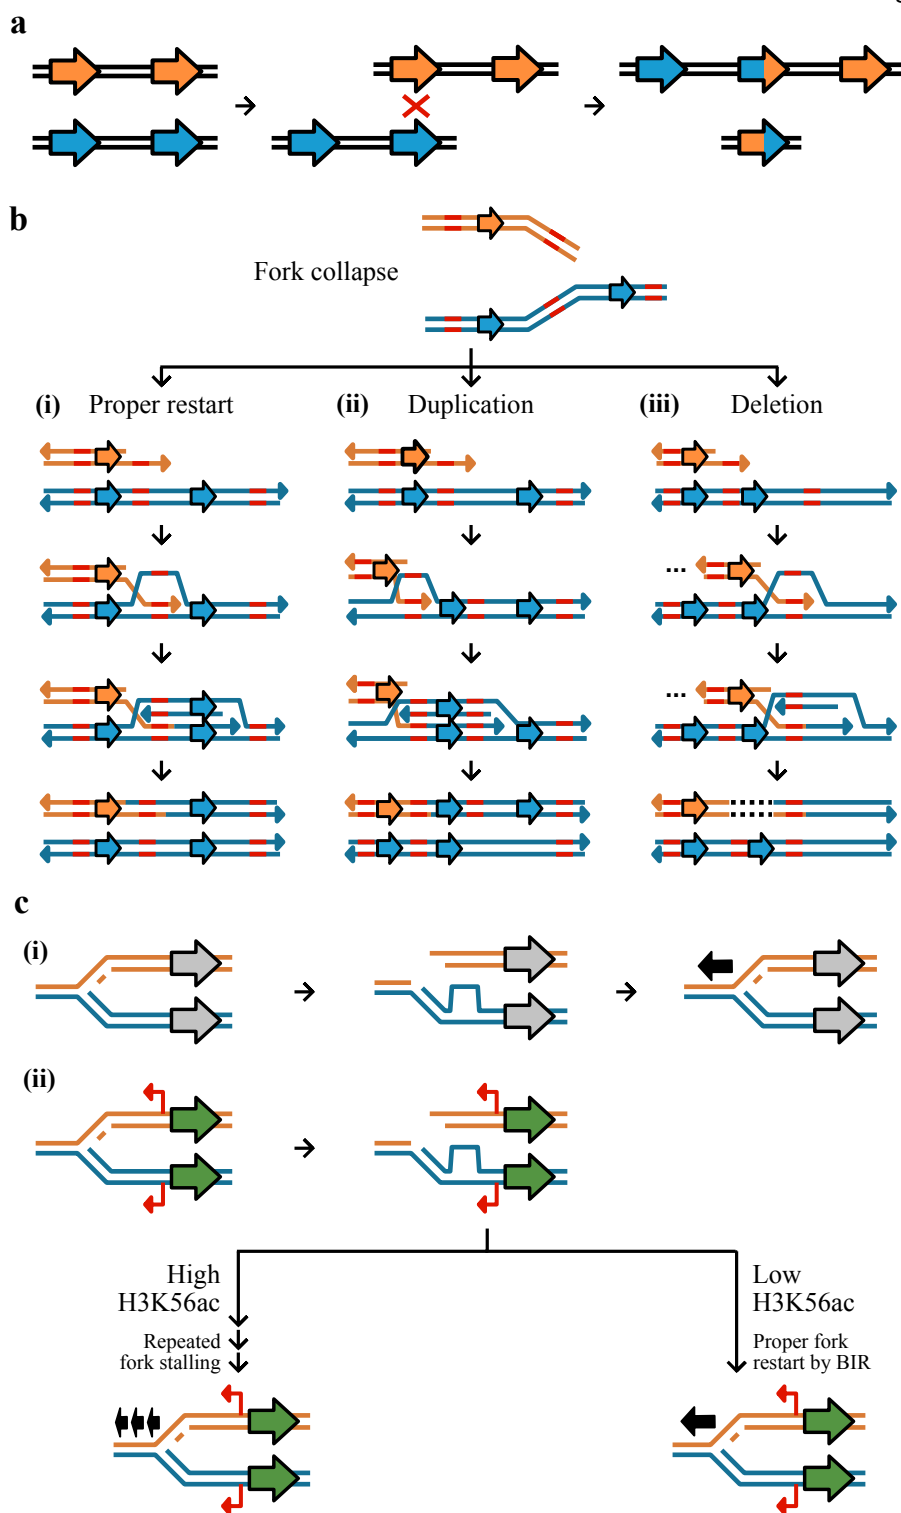 a
b
Fork collapse
(i) Proper restart
(ii) Duplication
(iii) Deletion
c
(i)
(ii)
High
H3K56ac
Repeated
fork stalling
Low
H3K56ac
Proper fork
restart by BIR